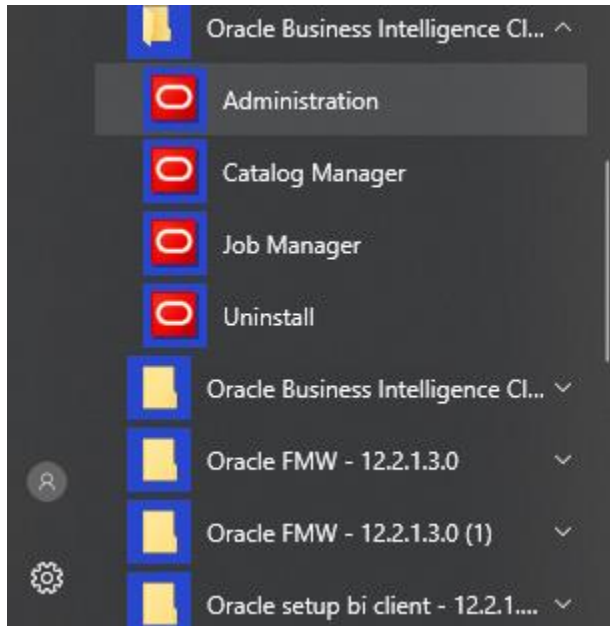 Oracle Business Intelligence Cl...
Administration
Catalog Manager
Job Manager
Uninstall
Oracle Business Intelligence Cl...
Oracle FMW - 12.2.1.3.0
Oracle FMW - 12.2.1.3.0 (1)
Oracle setup bi client - 12.2.1....